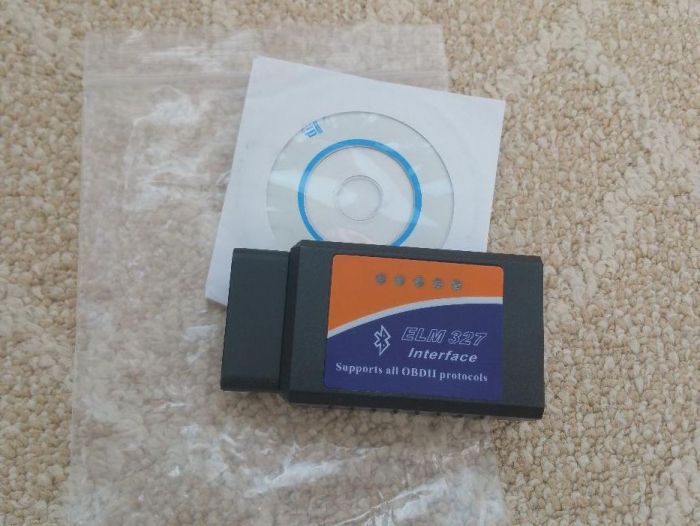 ELM 327
Interface
Supports all OBDII protocols